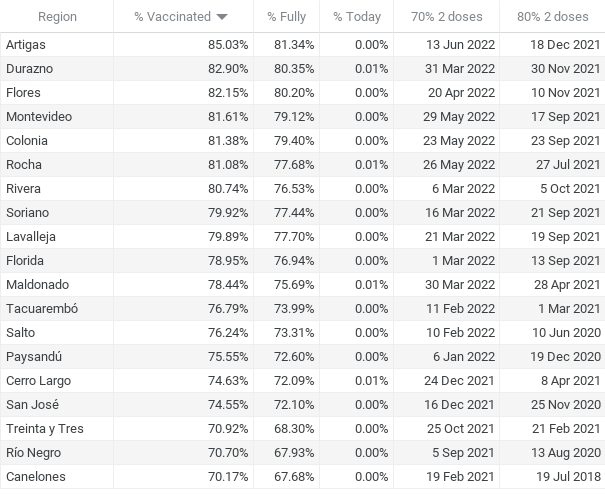 Region % Vaccinated % Fully % Today 70% 2 doses 80% 2 doses
Artigas 85.03% 81.34% 0.00% 13 Jun 2022 18 Dec 2021
Durazno 82.90% 80.35% 0.01% 31 Mar 2022 30 Nov 2021
Flores 82.15% 80.20% 0.00% 20 Apr 2022 10 Nov 2021
Montevideo 81.61% 79.12% 0.00% 29 May 2022 17 Sep 2021
Colonia 81.38% 79.40% 0.00% 23 May 2022 23 Sep 2021
Rocha 81.08% 77.68% 0.01% 26 May 2022 27 Jul 2021
Rivera 80.74% 76.53% 0.00% 6 Mar 2022 5 Oct 2021
Soriano 79.92% 77.44% 0.00% 16 Mar 2022 21 Sep 2021
Lavalleja 79.89% 77.70% 0.00% 21 Mar 2022 19 Sep 2021
Florida 78.95% 76.94% 0.00% 1 Mar 2022 13 Sep 2021
Maldonado 78.44% 75.69% 0.01% 30 Mar 2022 28 Apr 2021
Tacuarembó 76.79% 73.99% 0.00% 11 Feb 2022 1 Mar 2021
Salto 76.24% 73.31% 0.00% 10 Feb 2022 10 Jun 2020
Paysandú 75.55% 72.60% 0.00% 6 Jan 2022 19 Dec 2020
Cerro Largo 74.63% 72.09% 0.01% 24 Dec 2021 8 Apr 2021
San José 74.55% 72.10% 0.00% 16 Dec 2021 25 Nov 2020
Treinta y Tres 70.92% 68.30% 0.00% 25 Oct 2021 21 Feb 2021
Río Negro 70.70% 67.93% 0.00% 5 Sep 2021 13 Aug 2020
Canelones 70.17% 67.68% 0.00% 19 Feb 2021 19 Jul 2018